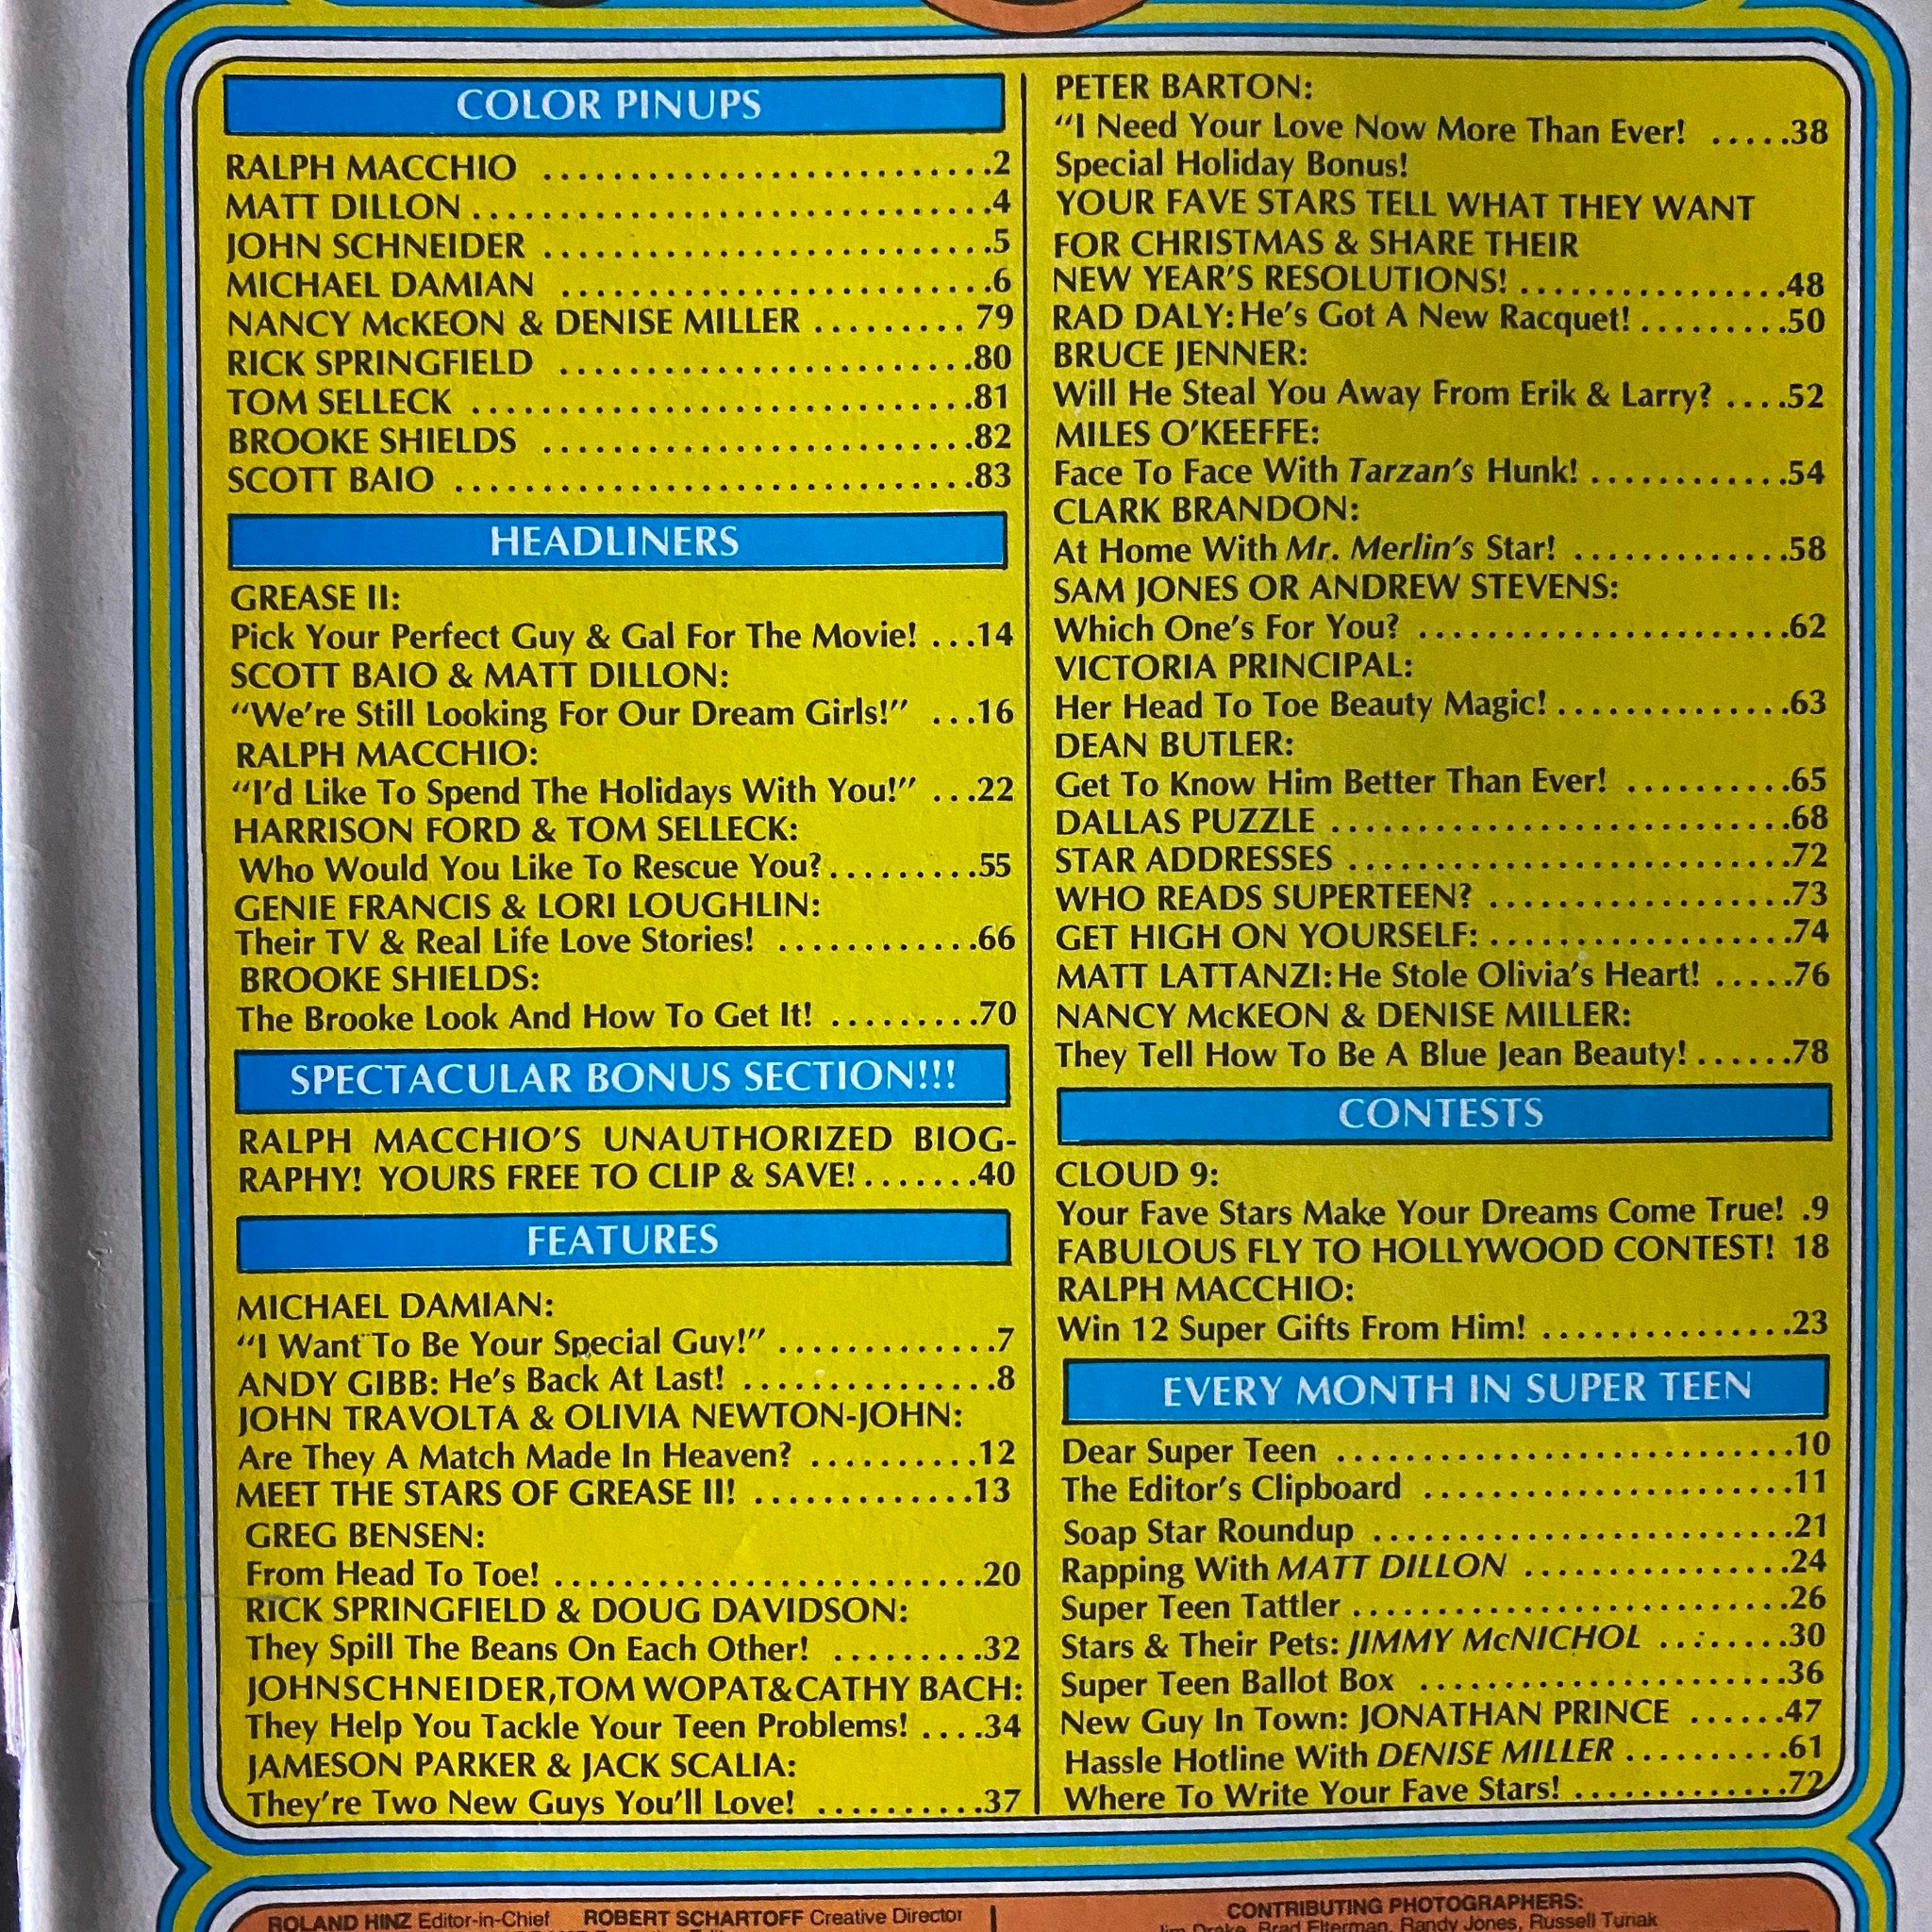 COLOR PINUPS
RALPH MACCHIO ..........................2
MATT DILLON ..............................4
JOHN SCHNEIDER ..........................5
MICHAEL DAMIAN .........................6
NANCY McKEON & DENISE MILLER ......... 79
RICK SPRINGFIELD ........................80
TOM SELLECK .............................81
BROOKE SHIELDS .........................82
SCOTT BAIO ..............................83
HEADLINERS
GREASE II:
Pick Your Perfect Guy & Gal For The Movie! ...14
SCOTT BAIO & MATT DILLON:
“We’re Still Looking For Our Dream Girls!” ...16
RALPH MACCHIO:
“I’d Like To Spend The Holidays With You!” ...22
HARRISON FORD & TOM SELLECK:
Who Would You Like To Rescue You?.........55
GENIE FRANCIS & LORI LOUGHLIN:
Their TV & Real Life Love Stories! ............66
BROOKE SHIELDS:
The Brooke Look And How To Get It! .........70
SPECTACULAR BONUS SECTION!!!
RALPH MACCHIO’S UNAUTHORIZED BIOG-
RAPHY! YOURS FREE TO CLIP & SAVE!.......40
FEATURES
MICHAEL DAMIAN:
“I Want To Be Your Special Guy!” .............7
ANDY GIBB: He’s Back At Last! ...............8
JOHN TRAVOLTA & OLIVIA NEWTON-JOHN:
Are They A Match Made In Heaven? ..........12
MEET THE STARS OF GREASE II! .............13
GREG BENSEN:
From Head To Toe! .........................20
RICK SPRINGFIELD & DOUG DAVIDSON:
They Spill The Beans On Each Other! .........32
JOHNSCHNEIDER,TOM WOPAT&CATHY BACH:
They Help You Tackle Your Teen Problems! ....34
JAMESON PARKER & JACK SCALIA:
They’re Two New Guys You’ll Love! ..........37
PETER BARTON:
“I Need Your Love Now More Than Ever! .....38
Special Holiday Bonus!
YOUR FAVE STARS TELL WHAT THEY WANT
FOR CHRISTMAS & SHARE THEIR
NEW YEAR’S RESOLUTIONS! ................48
RAD DALY: He’s Got A New Racquet! .........50
BRUCE JENNER:
Will He Steal You Away From Erik & Larry? ....52
MILES O’KEEFFE:
Face To Face With Tarzan’s Hunk! ............54
CLARK BRANDON:
At Home With Mr. Merlin’s Star! .............58
SAM JONES OR ANDREW STEVENS:
Which One’s For You? ......................62
VICTORIA PRINCIPAL:
Her Head To Toe Beauty Magic! ..............63
DEAN BUTLER:
Get To Know Him Better Than Ever! ..........65
DALLAS PUZZLE ...........................68
STAR ADDRESSES ..........................72
WHO READS SUPERTEEN? ..................73
GET HIGH ON YOURSELF: ..................74
MATT LATTANZI: He Stole Olivia’s Heart! .....76
NANCY McKEON & DENISE MILLER:
They Tell How To Be A Blue Jean Beauty! ......78
CONTESTS
CLOUD 9:
Your Fave Stars Make Your Dreams Come True! .9
FABULOUS FLY TO HOLLYWOOD CONTEST! 18
RALPH MACCHIO:
Win 12 Super Gifts From Him! ...............23
EVERY MONTH IN SUPER TEEN
Dear Super Teen ...........................10
The Editor’s Clipboard ......................11
Soap Star Roundup .........................21
Rapping With MATT DILLON ................24
Super Teen Tattler ..........................26
Stars & Their Pets: JIMMY McNICHOL ........30
Super Teen Ballot Box ......................36
New Guy In Town: JONATHAN PRINCE ......47
Hassle Hotline With DENISE MILLER ..........61
Where To Write Your Fave Stars! .............72
ROLAND HINZ Editor-in-Chief ROBERT SCHARTOFF Creative Director
CONTRIBUTING PHOTOGRAPHERS:
Jim Drake, Brad Elterman, Randy Jones, Russell Turiak